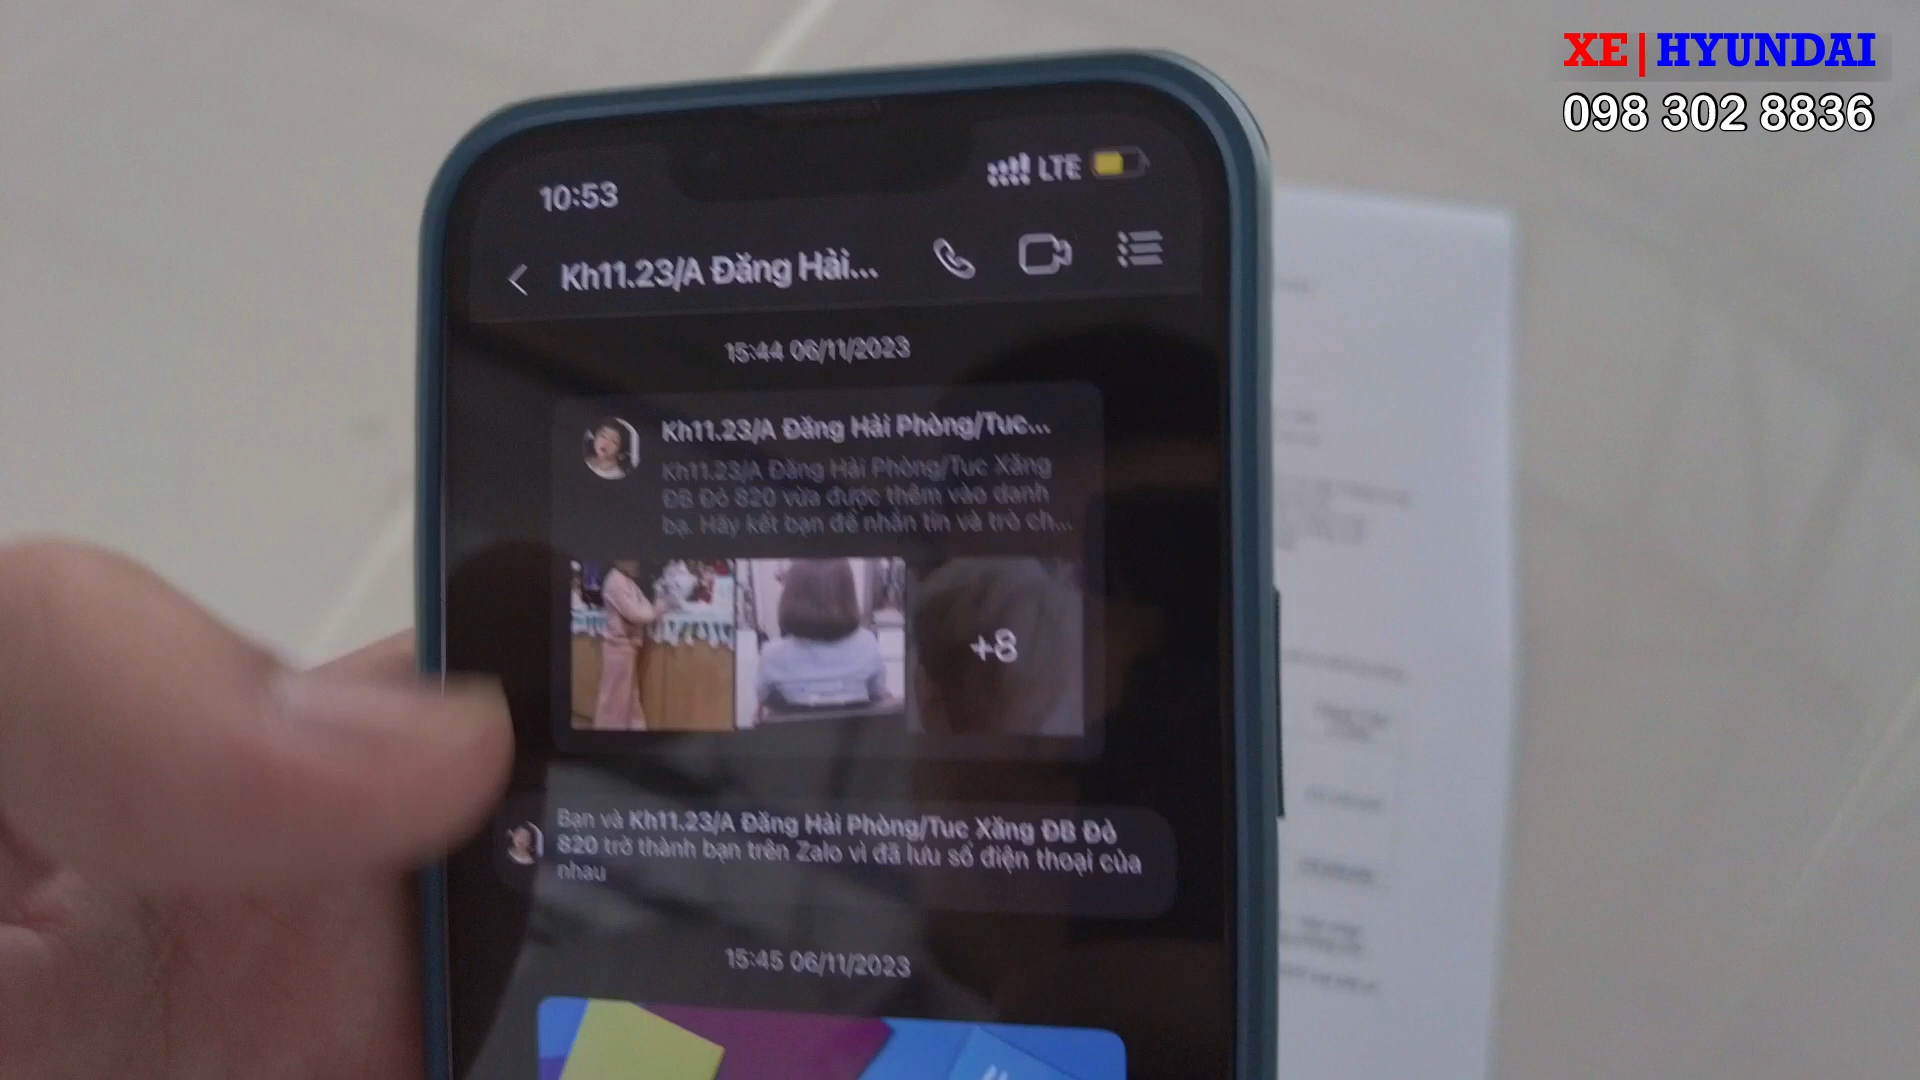 XE|HYUNDAI
098 302 8836
10:53
LTE
Kh11.23/A Đăng Hải...
15:44 06/11/2023
Kh11.23/A Đăng Hải Phòng/Tuc...
Kh11.23/A Đăng Hải Phòng/Tuc Xăng
ĐB Đỏ 820 vừa được thêm vào danh
bạ. Hãy kết bạn để nhắn tin và trò ch...
+8
Bạn và Kh11.23/A Đăng Hải Phòng/Tuc Xăng ĐB Đỏ
820 trở thành bạn trên Zalo vì đã lưu số điện thoại của
nhau
15:45 06/11/2023